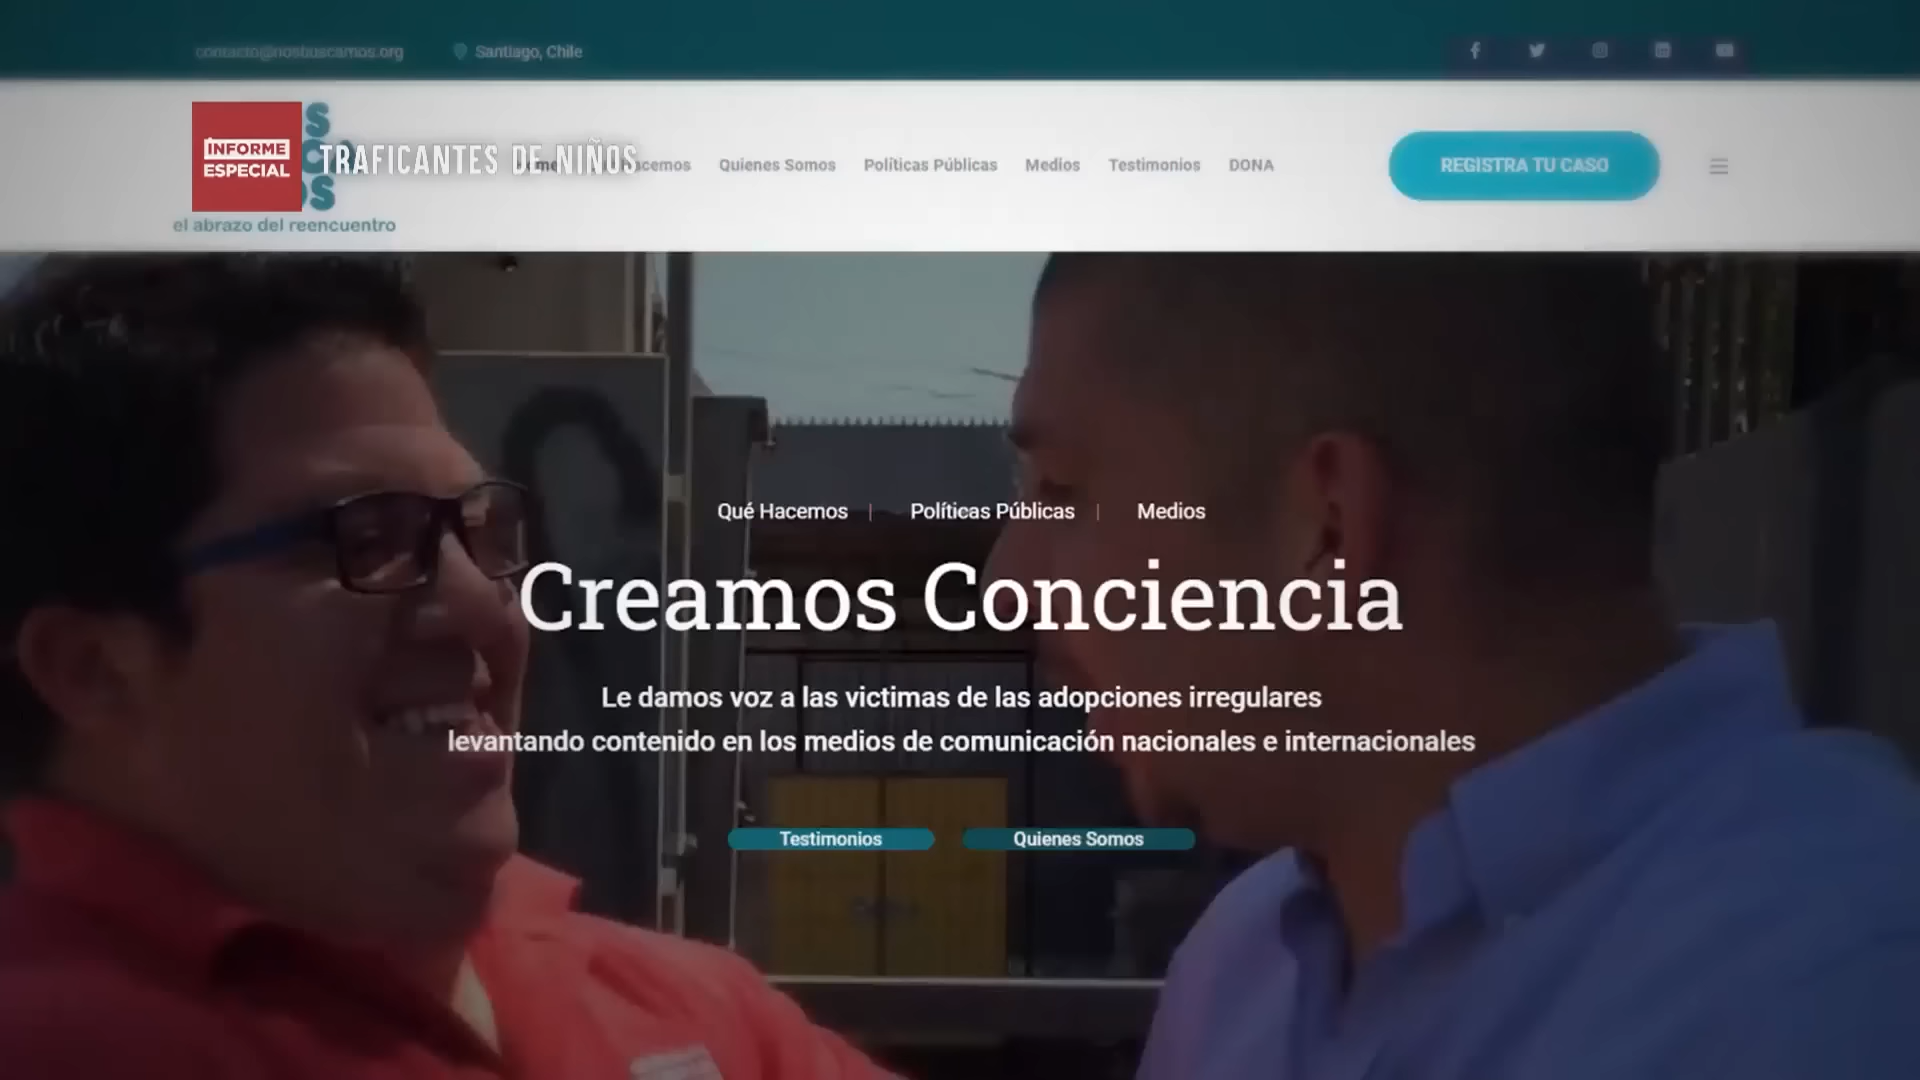 contacto@nosbuscamos.org
Santiago, Chile
INFORME
ESPECIAL
TRAFICANTES DE NIÑOS
Quienes Somos
Políticas Públicas
Medios
Testimonios
DONA
REGISTRA TU CASO
el abrazo del reencuentro
Qué Hacemos | Políticas Públicas | Medios
Creamos Conciencia
Le damos voz a las victimas de las adopciones irregulares
levantando contenido en los medios de comunicación nacionales e internacionales
Testimonios
Quienes Somos